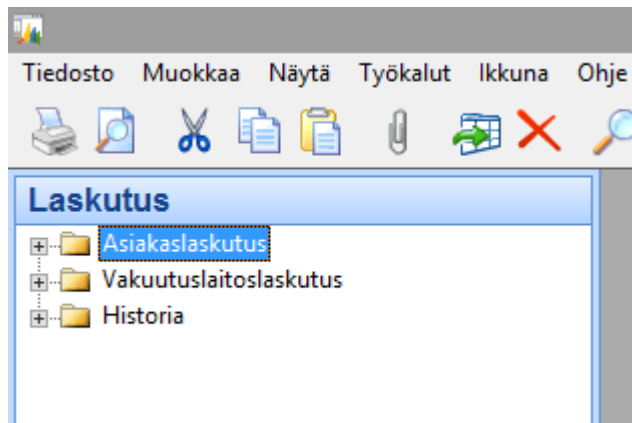 Tiedosto Muokkaa Näytä Työkalut Ikkuna Ohje
Laskutus
Asiakaslaskutus
Vakuutuslaitoslaskutus
Historia